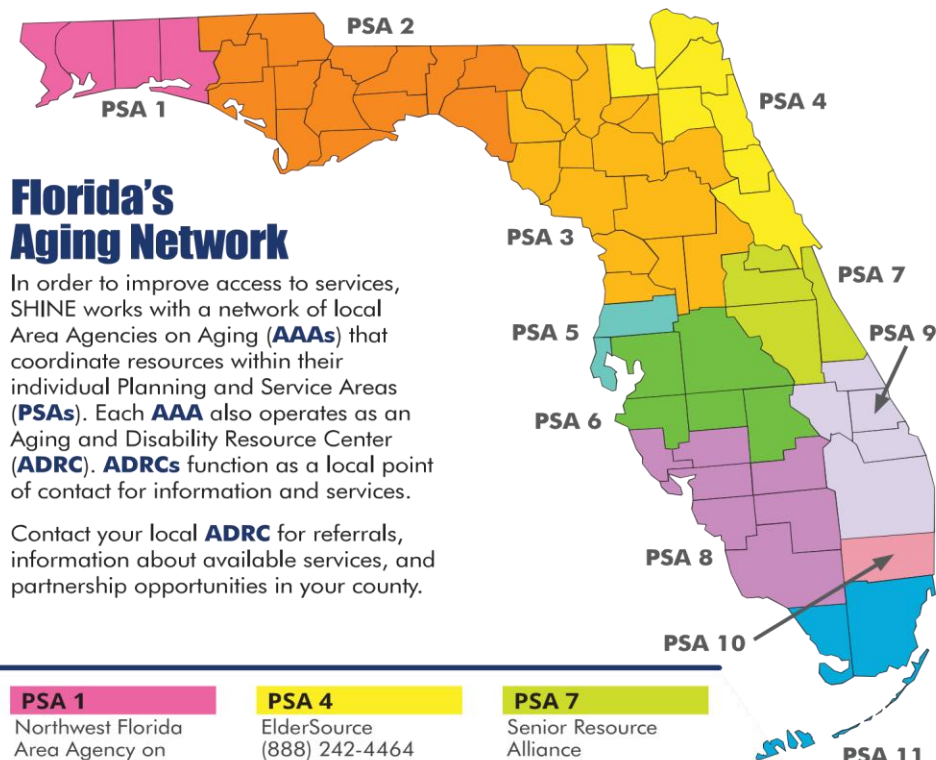 PSA 2
PSA 1
PSA 4
Florida's
Aging Network
PSA 3
In order to improve access to services,
SHINE works with a network of local
Area Agencies on Aging (AAAs) that
coordinate resources within their
individual Planning and Service Areas
(PSAs). Each AAA also operates as an
Aging and Disability Resource Center
(ADRC). ADRCs function as a local point
of contact for information and services.
Contact your local ADRC for referrals,
information about available services, and
partnership opportunities in your county.
PSA 7
PSA 5
PSA 9
PSA 6
PSA 8
PSA 10
PSA 11
PSA 1
Northwest Florida
Area Agency on
PSA 4
ElderSource
(888) 242-4464
PSA 7
Senior Resource
Alliance